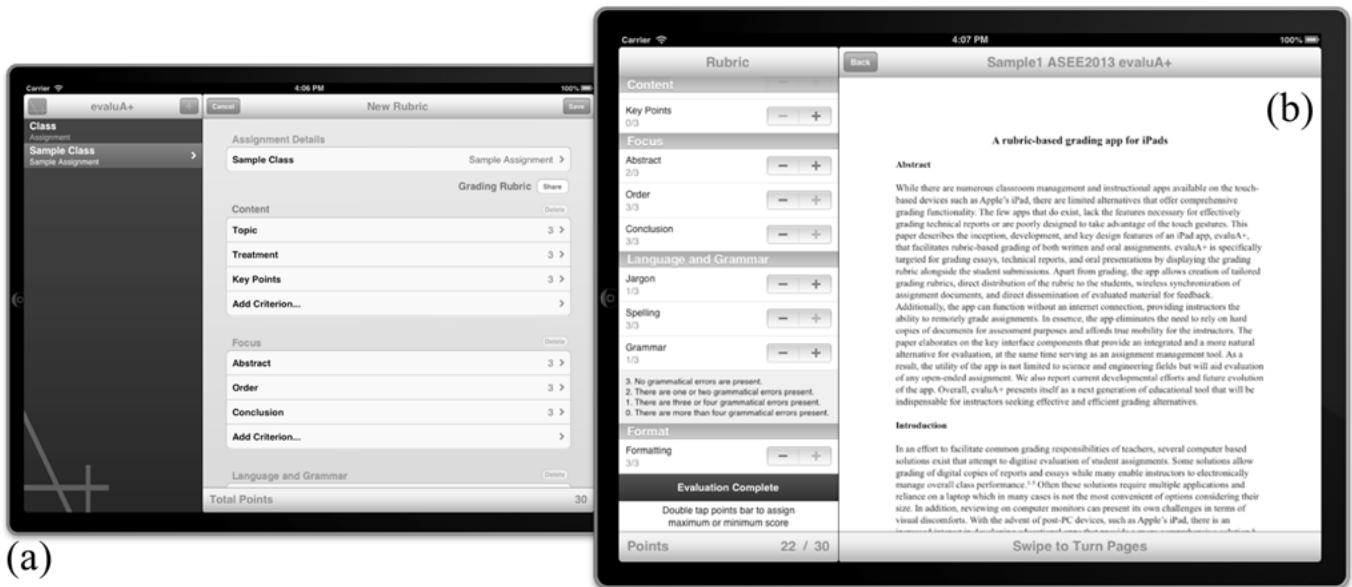 Carrier
4:06 PM
100%
evaluA+
+
Cancel
New Rubric
Save
Class
Assignment
Sample Class
Sample Assignment
Assignment Details
Sample Class
Sample Assignment
Grading Rubric
Share
Content
Delete
Topic
3
Treatment
3
Key Points
3
Add Criterion...
Focus
Delete
Abstract
3
Order
3
Conclusion
3
Add Criterion...
Language and Grammar
Delete
Total Points
30
A+
(a)
Carrier
4:07 PM
100%
Rubric
Back
Sample1 ASEE2013 evaluA+
(b)
Content
Key Points
0/3
− +
Focus
Abstract
2/3
− +
Order
3/3
− +
Conclusion
3/3
− +
Language and Grammar
Jargon
1/3
− +
Spelling
3/3
− +
Grammar
1/3
− +
3. No grammatical errors are present.
2. There are one or two grammatical errors present.
1. There are three or four grammatical errors present.
0. There are more than four grammatical errors present.
Format
Formatting
3/3
− +
Evaluation Complete
Double tap points bar to assign
maximum or minimum score
Points
22 / 30
A rubric-based grading app for iPads
Abstract
While there are numerous classroom management and instructional apps available on the touch-
based devices such as Apple's iPad, there are limited alternatives that offer comprehensive
grading functionality. The few apps that do exist, lack the features necessary for effectively
grading technical reports or are poorly designed to take advantage of the touch gestures. This
paper describes the inception, development, and key design features of an iPad app, evaluA+,
that facilitates rubric-based grading of both written and oral assignments. evaluA+ is specifically
targeted for grading essays, technical reports, and oral presentations by displaying the grading
rubric alongside the student submissions. Apart from grading, the app allows creation of tailored
grading rubrics, direct distribution of the rubric to the students, wireless synchronization of
assignment documents, and direct dissemination of evaluated material for feedback.
Additionally, the app can function without an internet connection, providing instructors the
ability to remotely grade assignments. In essence, the app eliminates the need to rely on hard
copies of documents for assessment purposes and affords true mobility for the instructors. The
paper elaborates on the key interface components that provide an integrated and a more natural
alternative for evaluation, at the same time serving as an assignment management tool. As a
result, the utility of the app is not limited to science and engineering fields but will aid evaluation
of any open-ended assignment. We also report current developmental efforts and future evolution
of the app. Overall, evaluA+ presents itself as a next generation of educational tool that will be
indispensable for instructors seeking effective and efficient grading alternatives.
Introduction
In an effort to facilitate common grading responsibilities of teachers, several computer based
solutions exist that attempt to digitise evaluation of student assignments. Some solutions allow
grading of digital copies of reports and essays while many enable instructors to electronically
manage overall class performance. Often these solutions require multiple applications and
reliance on a laptop which in many cases is not the most convenient of options considering their
size. In addition, reviewing on computer monitors can present its own challenges in terms of
visual discomforts. With the advent of post-PC devices, such as Apple's iPad, there is an
Swipe to Turn Pages